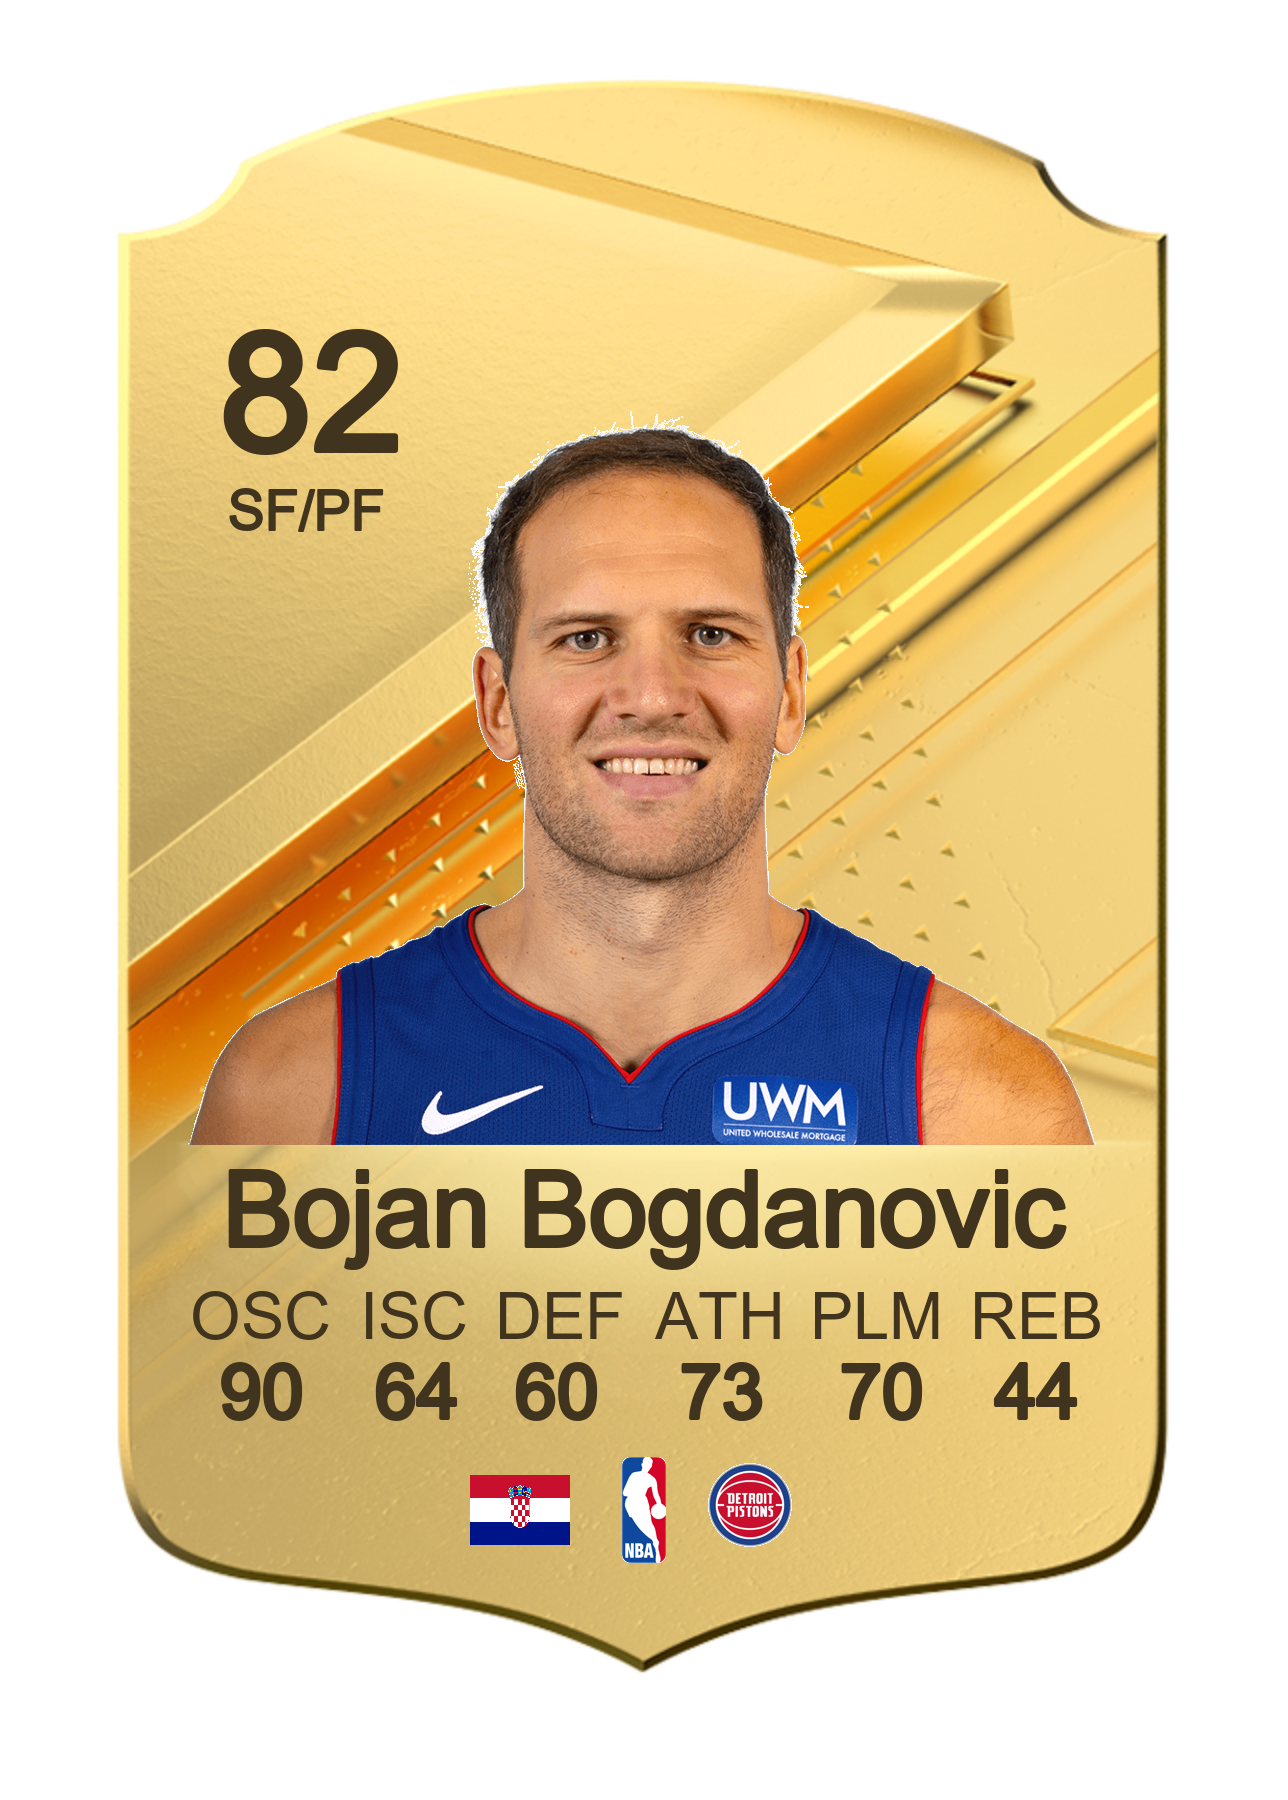 82
SF/PF
UWM
UNITED WHOLESALE MORTGAGE
Bojan Bogdanovic
OSC ISC DEF ATH PLM REB
90 64 60 73 70 44
NBA
DETROIT
PISTONS